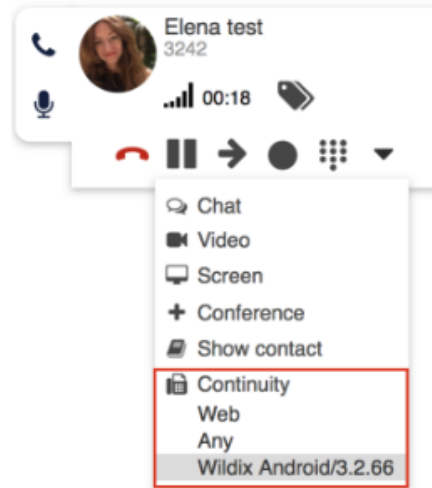 Elena test
3242
00:18
Chat
Video
Screen
Conference
Show contact
Continuity
Web
Any
Wildix Android/3.2.66